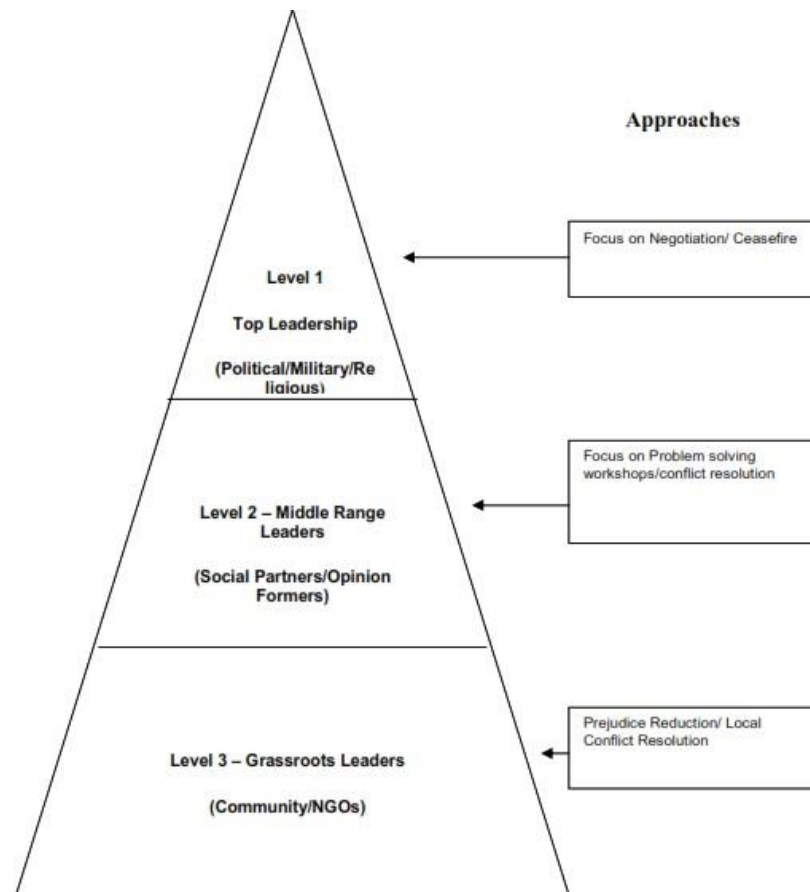 Approaches
Focus on Negotiation/ Ceasefire
Level 1
Top Leadership
(Political/Military/Re
ligious)
Focus on Problem solving
workshops/conflict resolution
Level 2 – Middle Range
Leaders
(Social Partners/Opinion
Formers)
Prejudice Reduction/ Local
Conflict Resolution
Level 3 – Grassroots Leaders
(Community/NGOs)